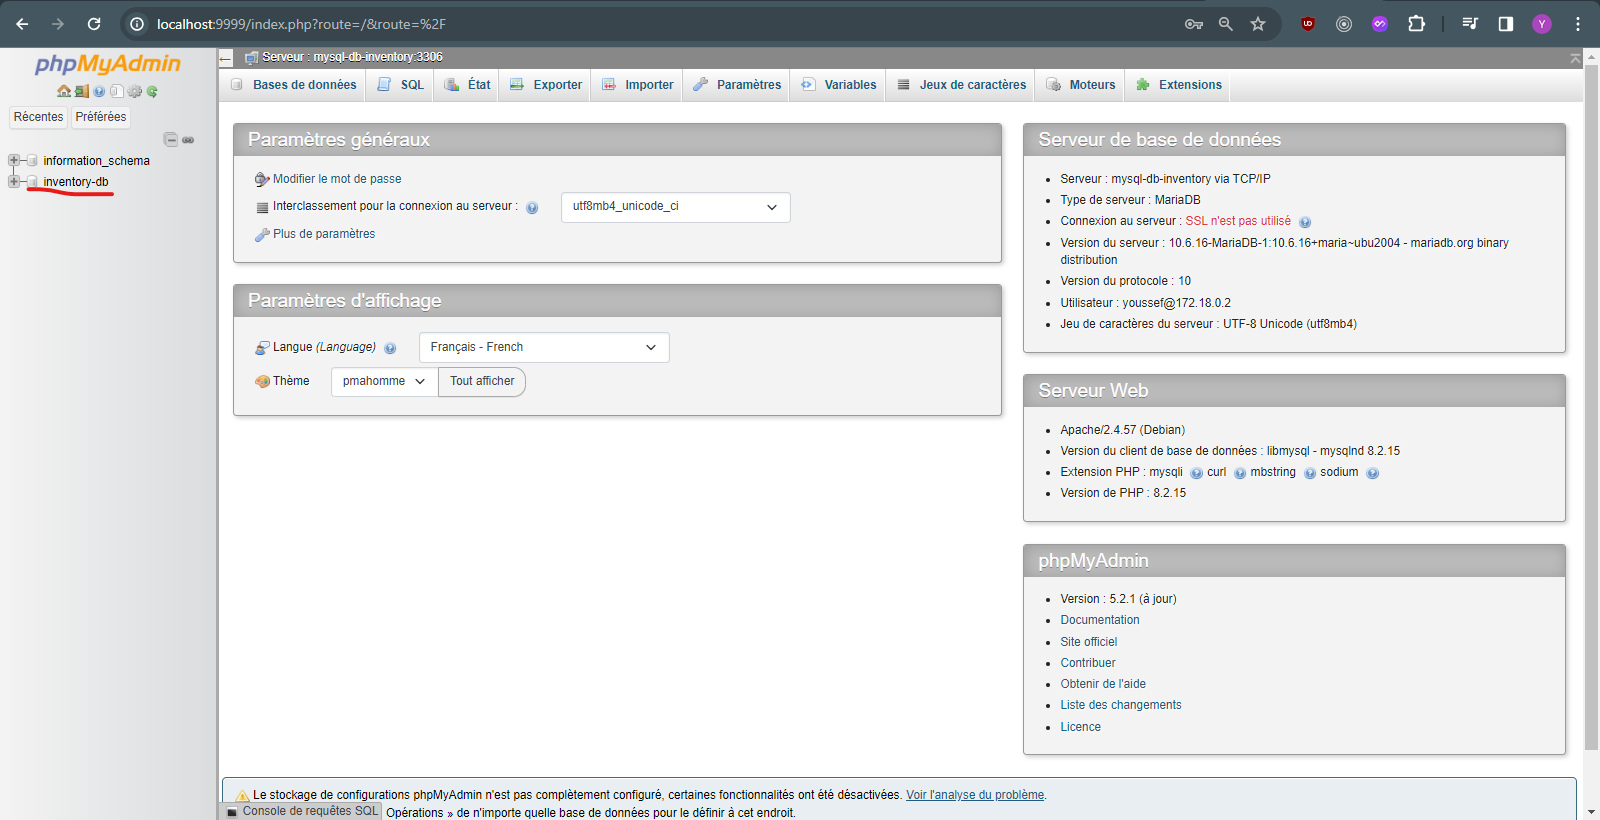 localhost:9999/index.php?route=/&route=%2F
Y
phpMyAdmin
Récentes Préférées
information_schema
inventory-db
Serveur : mysql-db-inventory:3306
Bases de données SQL État Exporter Importer Paramètres Variables Jeux de caractères Moteurs Extensions
Paramètres généraux
Modifier le mot de passe
Interclassement pour la connexion au serveur : utf8mb4_unicode_ci
Plus de paramètres
Paramètres d'affichage
Langue (Language) Français - French
Thème pmahomme Tout afficher
Serveur de base de données
Serveur : mysql-db-inventory via TCP/IP
Type de serveur : MariaDB
Connexion au serveur : SSL n'est pas utilisé
Version du serveur : 10.6.16-MariaDB-1:10.6.16+maria~ubu2004 - mariadb.org binary
distribution
Version du protocole : 10
Utilisateur : youssef@172.18.0.2
Jeu de caractères du serveur : UTF-8 Unicode (utf8mb4)
Serveur Web
Apache/2.4.57 (Debian)
Version du client de base de données : libmysql - mysqlnd 8.2.15
Extension PHP : mysqli curl mbstring sodium
Version de PHP : 8.2.15
phpMyAdmin
Version : 5.2.1 (à jour)
Documentation
Site officiel
Contribuer
Obtenir de l'aide
Liste des changements
Licence
Le stockage de configurations phpMyAdmin n'est pas complètement configuré, certaines fonctionnalités ont été désactivées. Voir l'analyse du problème.
Console de requêtes SQL Opérations » de n'importe quelle base de données pour le définir à cet endroit.